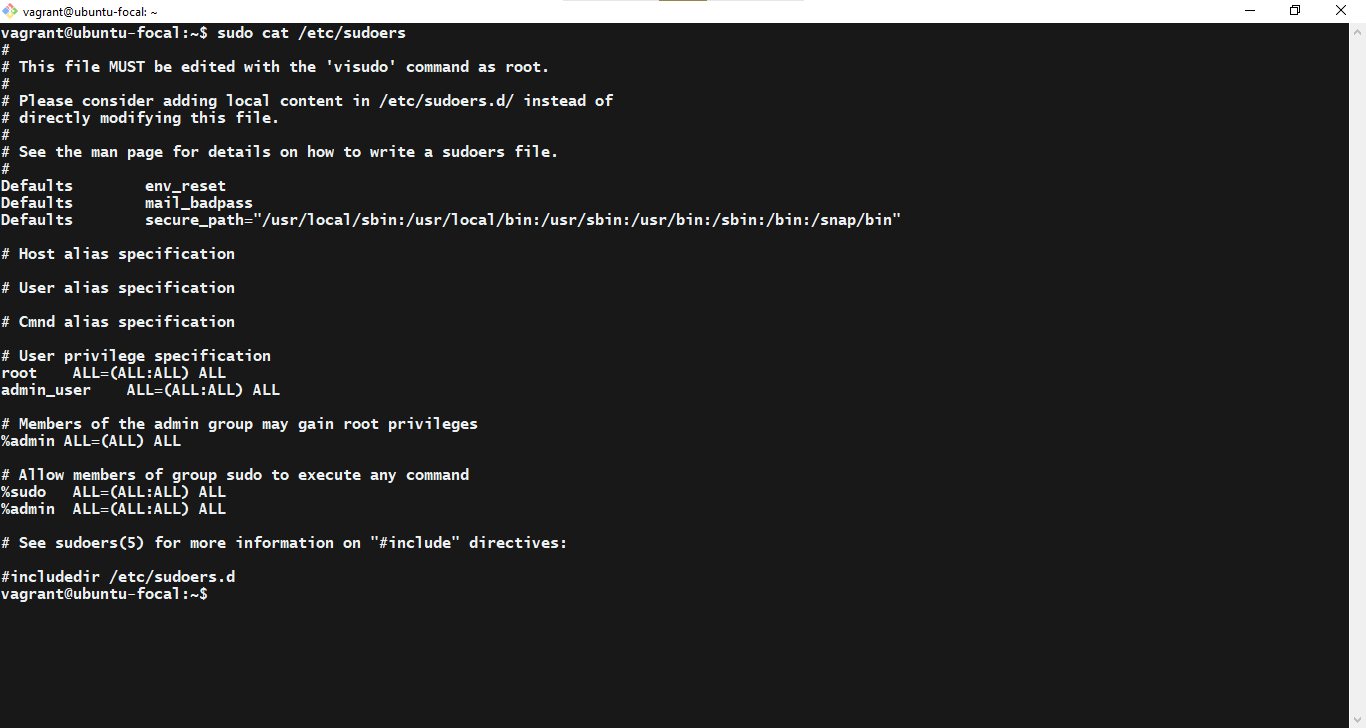 vagrant@ubuntu-focal: ~
vagrant@ubuntu-focal:~$ sudo cat /etc/sudoers
#
# This file MUST be edited with the 'visudo' command as root.
#
# Please consider adding local content in /etc/sudoers.d/ instead of
# directly modifying this file.
#
# See the man page for details on how to write a sudoers file.
#
Defaults        env_reset
Defaults        mail_badpass
Defaults        secure_path="/usr/local/sbin:/usr/local/bin:/usr/sbin:/usr/bin:/sbin:/bin:/snap/bin"

# Host alias specification

# User alias specification

# Cmnd alias specification

# User privilege specification
root    ALL=(ALL:ALL) ALL
admin_user    ALL=(ALL:ALL) ALL

# Members of the admin group may gain root privileges
%admin ALL=(ALL) ALL

# Allow members of group sudo to execute any command
%sudo   ALL=(ALL:ALL) ALL
%admin  ALL=(ALL:ALL) ALL

# See sudoers(5) for more information on "#include" directives:

#includedir /etc/sudoers.d
vagrant@ubuntu-focal:~$